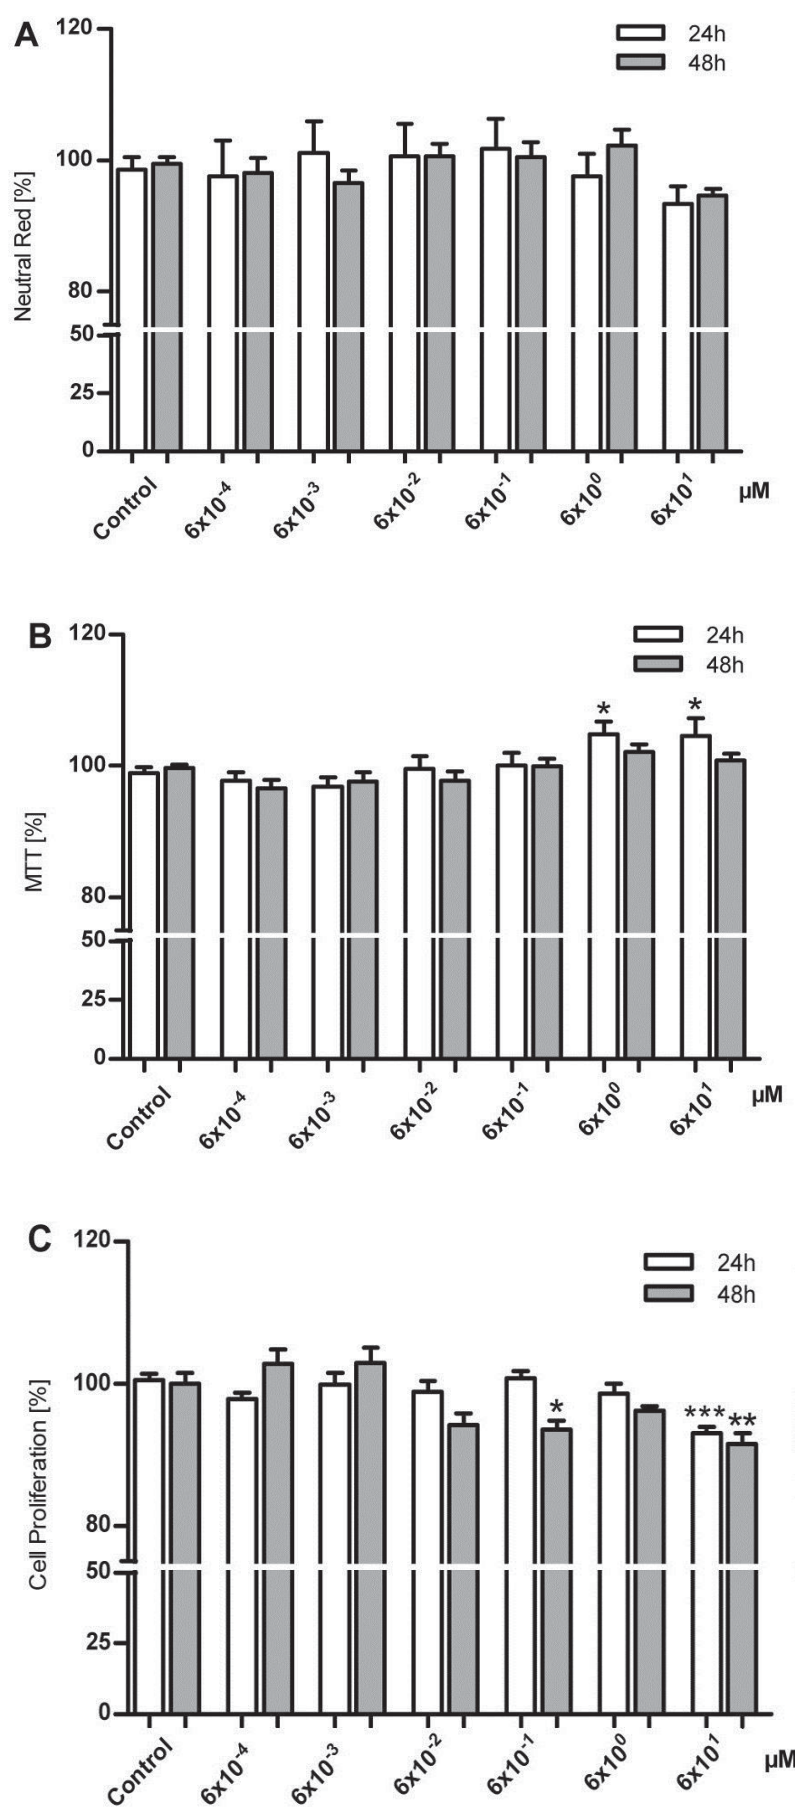 A
120
24h
48h
100
Neutral Red [%]
80
50
25
0
Control
6x10⁻⁴
6x10⁻³
6x10⁻²
6x10⁻¹
6x10⁰
6x10¹
µM
B
120
24h
48h
*
*
100
MTT [%]
80
50
25
0
Control
6x10⁻⁴
6x10⁻³
6x10⁻²
6x10⁻¹
6x10⁰
6x10¹
µM
C
120
24h
48h
100
*
***
**
Cell Proliferation [%]
80
50
25
0
Control
6x10⁻⁴
6x10⁻³
6x10⁻²
6x10⁻¹
6x10⁰
6x10¹
µM